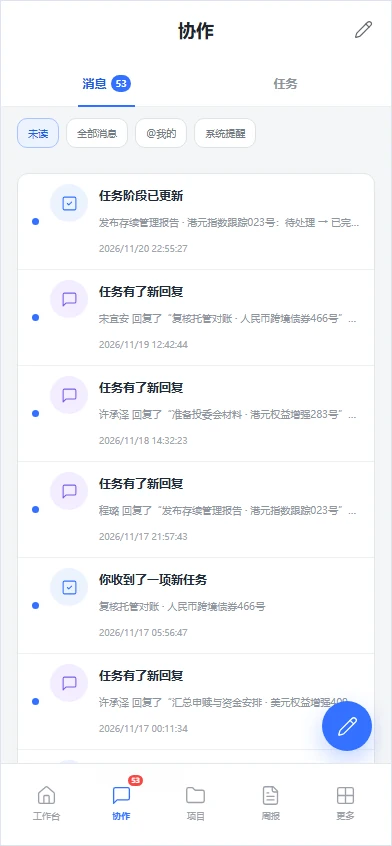 协作
消息 53
任务
未读
全部消息
@我的
系统提醒
任务阶段已更新
发布存续管理报告 · 港元指数跟踪023号：待处理 → 已完...
2026/11/20 22:55:27
任务有了新回复
宋宜安 回复了“复核托管对账 · 人民币跨境债券466号” ...
2026/11/19 12:42:44
任务有了新回复
许承泽 回复了“准备投委会材料 · 港元权益增强283号” ...
2026/11/18 14:32:23
任务有了新回复
程璐 回复了“发布存续管理报告 · 港元指数跟踪023号” ...
2026/11/17 21:57:43
你收到了一项新任务
复核托管对账 · 人民币跨境债券466号
2026/11/17 05:56:47
任务有了新回复
许承泽 回复了“汇总申赎与资金安排 · 美元权益增强
2026/11/17 00:11:34
53
工作台
协作
项目
周报
更多